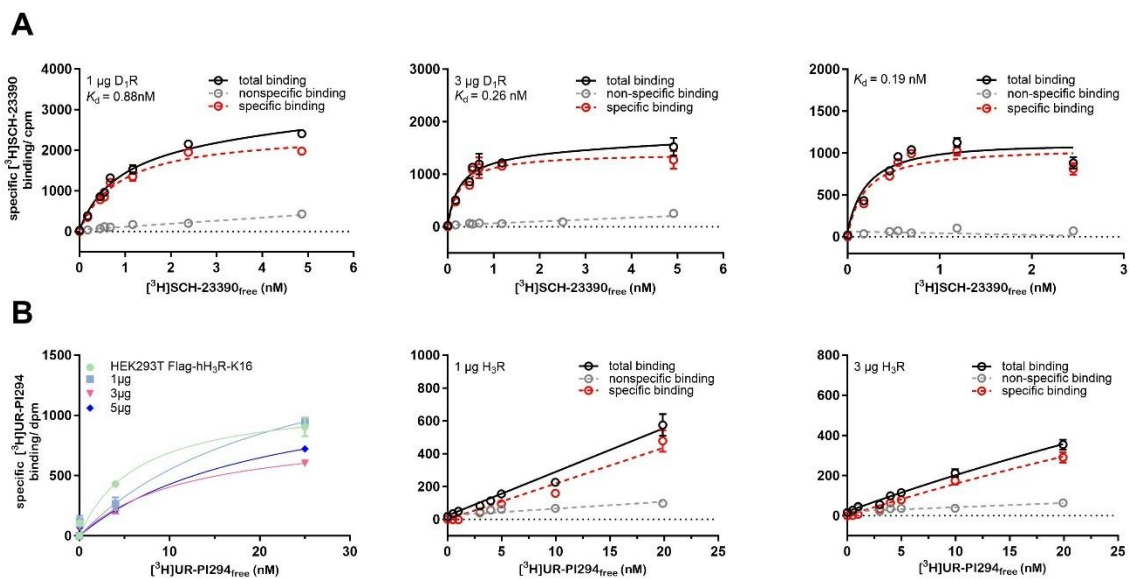 A
specific [³H]SCH-23390
binding/ cpm
4000
3000
2000
1000
0
1 µg D₁R
K_d = 0.88nM
total binding
nonspecific binding
specific binding
0 1 2 3 4 5 6
[³H]SCH-23390free (nM)
3000
2000
1000
0
3 µg D₁R
K_d = 0.26 nM
total binding
non-specific binding
specific binding
0 1 2 3 4 5 6
[³H]SCH-23390free (nM)
2000
1500
1000
500
0
K_d = 0.19 nM
total binding
non-specific binding
specific binding
0 1 2 3
[³H]SCH-23390free (nM)
B
specific [³H]UR-PI294
binding/ dpm
1500
1000
500
0
HEK293T Flag-hH₃R-K16
1µg
3µg
5µg
0 10 20 30
[³H]UR-PI294free (nM)
1000
800
600
400
200
0
1 µg H₃R
total binding
nonspecific binding
specific binding
0 5 10 15 20 25
[³H]UR-PI294free (nM)
800
600
400
200
0
3 µg H₃R
total binding
non-specific binding
specific binding
0 5 10 15 20 25
[³H]UR-PI294free (nM)